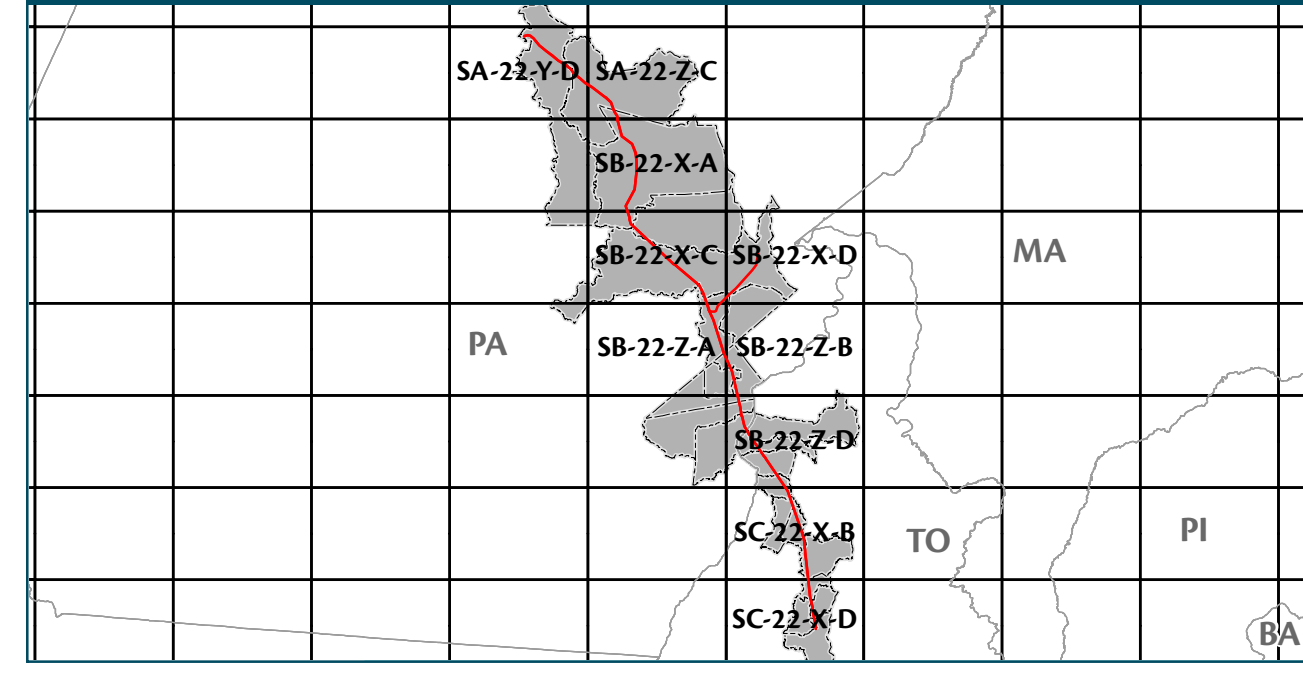 SA-22-Y-D
SA-22-Z-C
SB-22-X-A
SB-22-X-C
SB-22-X-D
MA
PA
SB-22-Z-A
SB-22-Z-B
SB-22-Z-D
SC-22-X-B
TO
PI
SC-22-X-D
BA